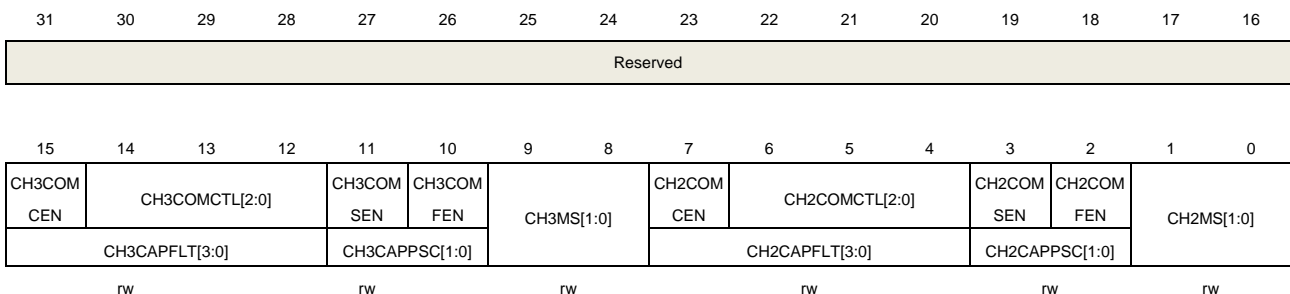 31 30 29 28 27 26 25 24 23 22 21 20 19 18 17 16
Reserved
15 14 13 12 11 10 9 8 7 6 5 4 3 2 1 0
CH3COM CEN CH3COMCTL[2:0] CH3COM SEN CH3COM FEN CH3MS[1:0] CH2COM CEN CH2COMCTL[2:0] CH2COM SEN CH2COM FEN CH2MS[1:0]
CH3CAPFLT[3:0] CH3CAPPSC[1:0] CH2CAPFLT[3:0] CH2CAPPSC[1:0]
rw rw rw rw rw rw